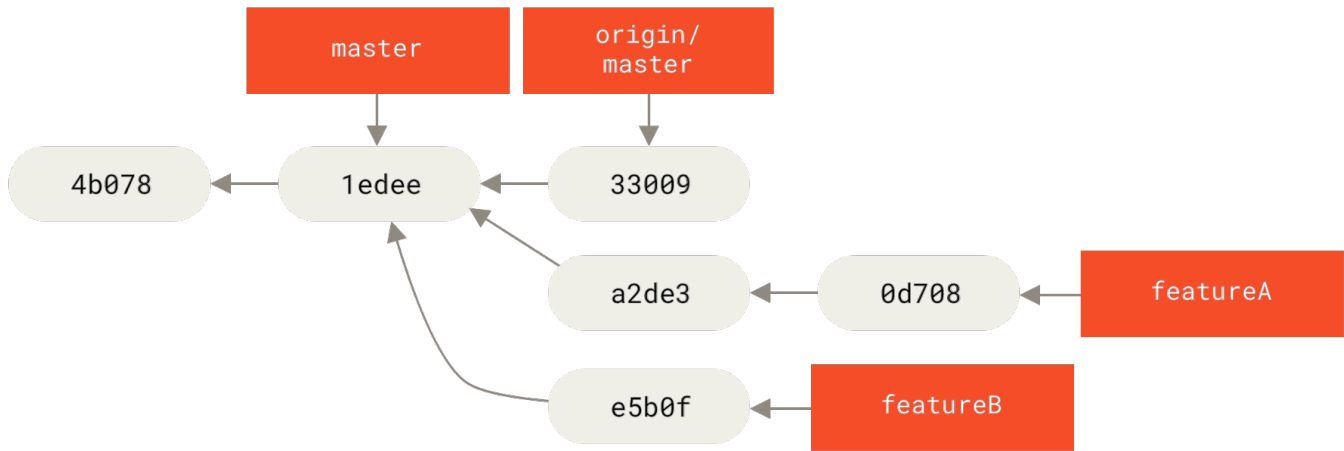 master
origin/
master
4b078
1edee
33009
a2de3
0d708
featureA
e5b0f
featureB